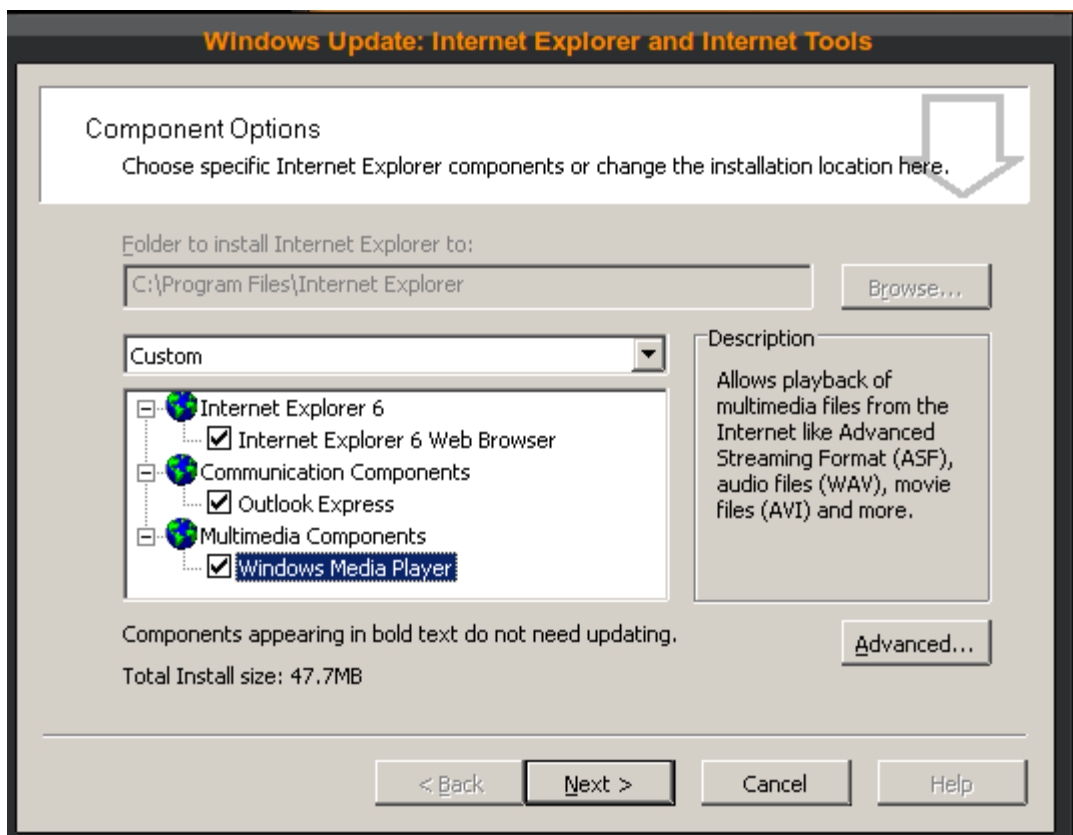 Windows Update: Internet Explorer and Internet Tools
Component Options
Choose specific Internet Explorer components or change the installation location here.
Folder to install Internet Explorer to:
C:\Program Files\Internet Explorer
Browse...
Custom
Internet Explorer 6
Internet Explorer 6 Web Browser
Communication Components
Outlook Express
Multimedia Components
Windows Media Player
Description
Allows playback of
multimedia files from the
Internet like Advanced
Streaming Format (ASF),
audio files (WAV), movie
files (AVI) and more.
Components appearing in bold text do not need updating.
Total Install size: 47.7MB
Advanced...
< Back
Next >
Cancel
Help